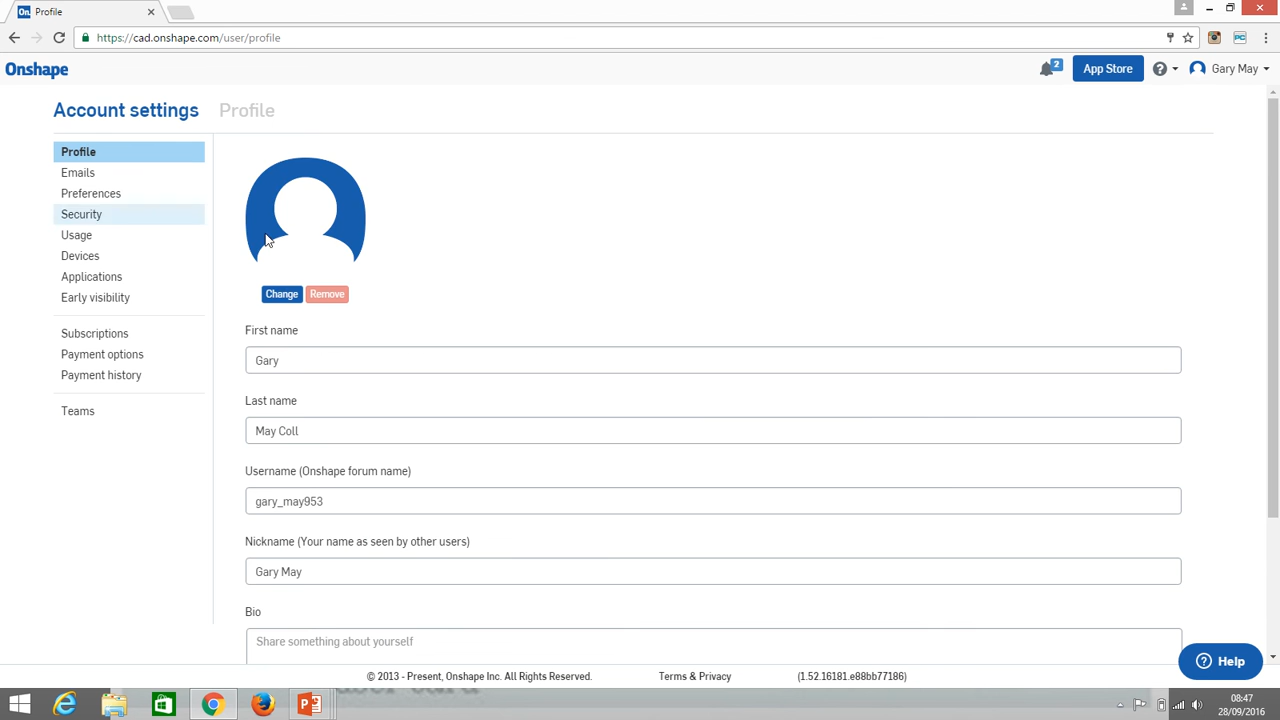 On. Profile
https://cad.onshape.com/user/profile
Onshape
2
App Store
Gary May
Account settings
Profile
Profile
Emails
Preferences
Security
Usage
Devices
Applications
Early visibility
Subscriptions
Payment options
Payment history
Teams
Change
Remove
First name
Gary
Last name
May Coll
Username (Onshape forum name)
gary_may953
Nickname (Your name as seen by other users)
Gary May
Bio
Share something about yourself
Help
© 2013 - Present, Onshape Inc. All Rights Reserved.
Terms & Privacy
(1.52.16181.e88bb77186)
08:47
28/09/2016